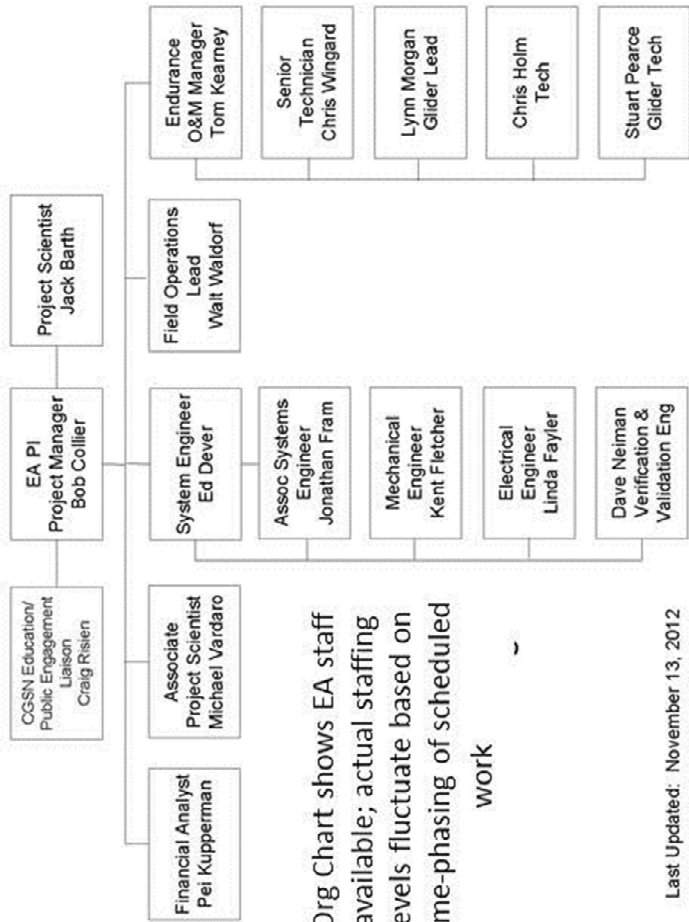 CGSN Education/
Public Engagement
Liaison
Craig Risien
EA PI
Project Manager
Bob Collier
Project Scientist
Jack Barth
Financial Analyst
Pei Kupperman
Associate
Project Scientist
Michael Vardaro
System Engineer
Ed Dever
Field Operations
Lead
Walt Waldorf
Endurance
O&M Manager
Tom Kearney
Assoc Systems
Engineer
Jonathan Fram
Mechanical
Engineer
Kent Fletcher
Electrical
Engineer
Linda Fayler
Dave Neiman
Verification &
Validation Eng
Senior
Technician
Chris Wingard
Lynn Morgan
Glider Lead
Chris Holm
Tech
Stuart Pearce
Glider Tech
Org Chart shows EA staff
available; actual staffing
evels fluctuate based on
me-phasing of scheduled
work
Last Updated: November 13, 2012